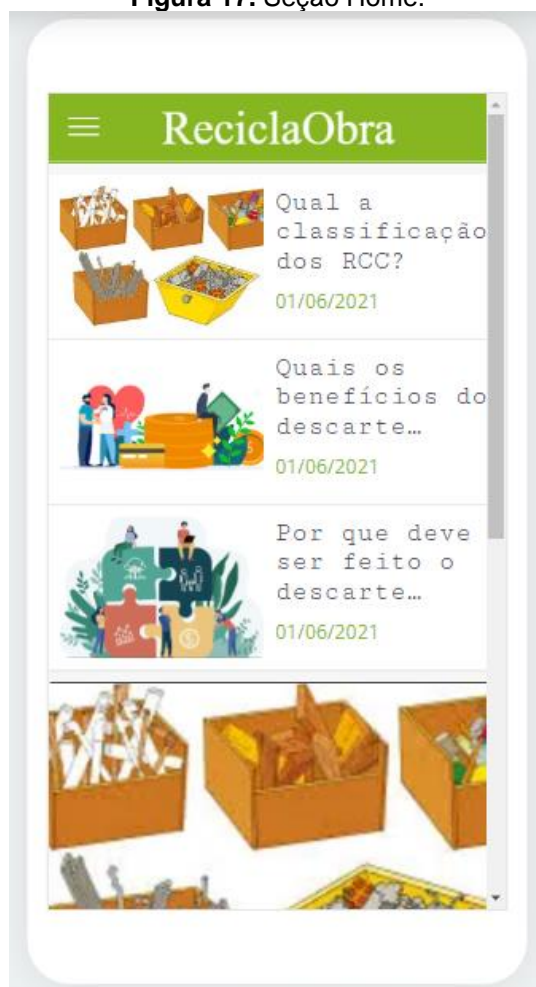 Figura 17: Seção Home.
ReciclaObra
Qual a
classificação
dos RCC?
01/06/2021
Quais os
benefícios do
descarte…
01/06/2021
Por que deve
ser feito o
descarte…
01/06/2021